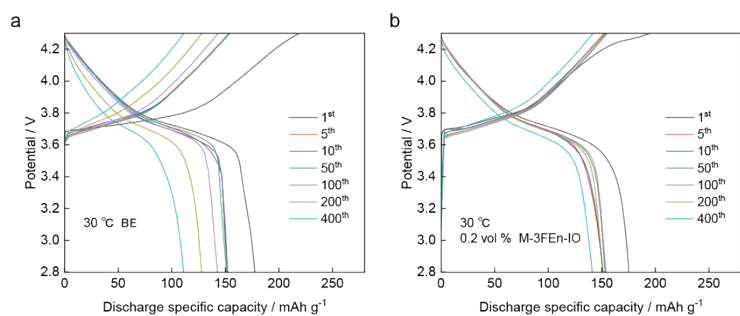 a
4.2
4.0
3.8
3.6
3.4
3.2
3.0
2.8
Potential / V
1st
5th
10th
50th
100th
200th
400th
30 ℃ BE
0 50 100 150 200 250
Discharge specific capacity / mAh g-1
b
4.2
4.0
3.8
3.6
3.4
3.2
3.0
2.8
Potential / V
1st
5th
10th
50th
100th
200th
400th
30 ℃
0.2 vol % M-3FEn-IO
0 50 100 150 200 250
Discharge specific capacity / mAh g-1